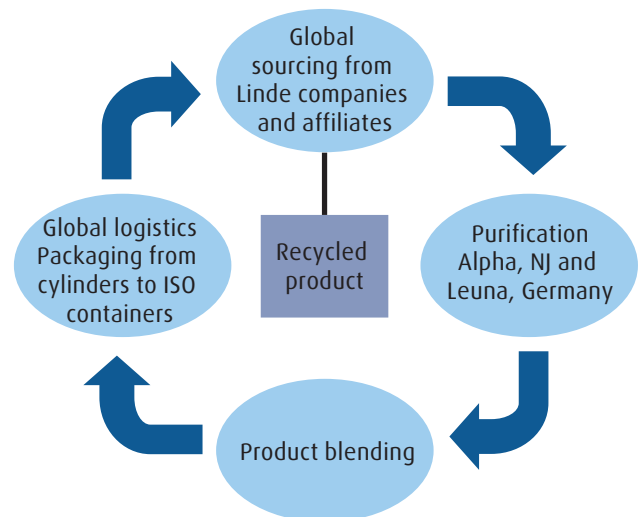 Global
sourcing from
Linde companies
and affiliates
Global logistics
Packaging from
cylinders to ISO
containers
Recycled
product
Purification
Alpha, NJ and
Leuna, Germany
Product blending